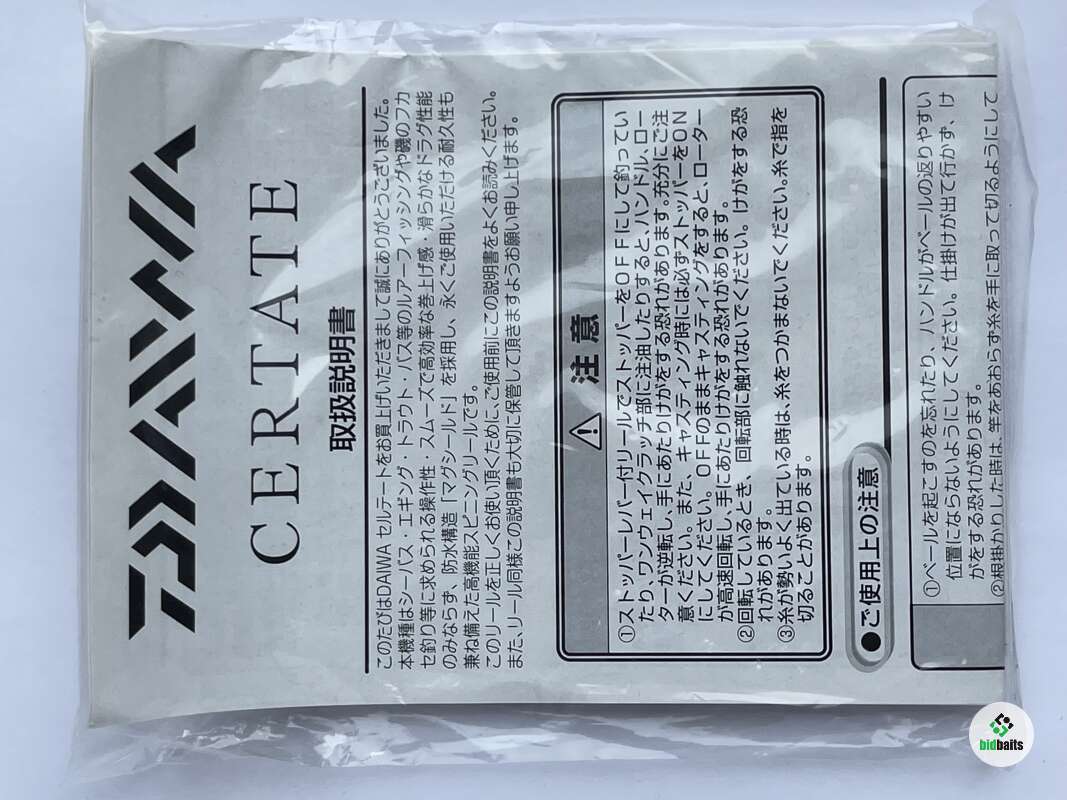 DAIWA
CERTATE
取扱説明書
このたびはDAIWA セルテートをお買上げいただきまして誠にありがとうございました。
本機種はシーバス・エギング・トラウト・バス等のルアーフィッシングや磯のフカ
セ釣り等に求められる操作性・スムーズで高効率な巻上げ感・滑らかなドラグ性能
のみならず、防水構造「マグシールド」を採用し、永くご使用いただける耐久性も
兼ね備えた高機能スピニングリールです。
このリールを正しくお使い頂くために、ご使用前にこの説明書をよくお読みください。
また、リール同様この説明書も大切に保管して頂きますようお願い申し上げます。
注意
①ストッパーレバー付リールでストッパーをOFFにして釣ってい
たり、ワンウェイクラッチ部に注油したりすると、ハンドル、ロー
ターが逆転し、手にあたりけがをする恐れがあります。充分にご注
意ください。また、キャスティング時には必ずストッパーをON
にしてください。OFFのままキャスティングをすると、ローター
が高速回転し、手にあたりけがをする恐れがあります。
②回転しているとき、回転部に触れないでください。けがをする恐
れがあります。
③糸が勢いよく出ている時は、糸をつかまないでください。糸で指を
切ることがあります。
●ご使用上の注意
①ベールを起こすのを忘れたり、ハンドルがベールの返りやすい
位置にならないようにしてください。仕掛けが出て行かず、け
がをする恐れがあります。
②根掛かりした時は、竿をあおらず糸を手に取って切るようにして
bidbaits